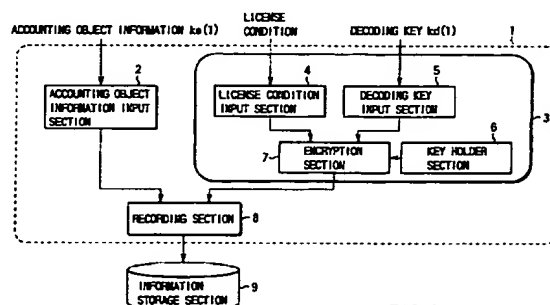 LICENSE
CONDITION
ACCOUNTING OBJECT INFORMATION ke(1)
DECODING KEY kd(1)
1
2
ACCOUNTING OBJECT
INFORMATION INPUT
SECTION
4
LICENSE CONDITION
INPUT SECTION
5
DECODING KEY
INPUT SECTION
3
6
KEY HOLDER
SECTION
7
ENCRYPTION
SECTION
RECORDING SECTION
8
INFORMATION
STORAGE SECTION
9